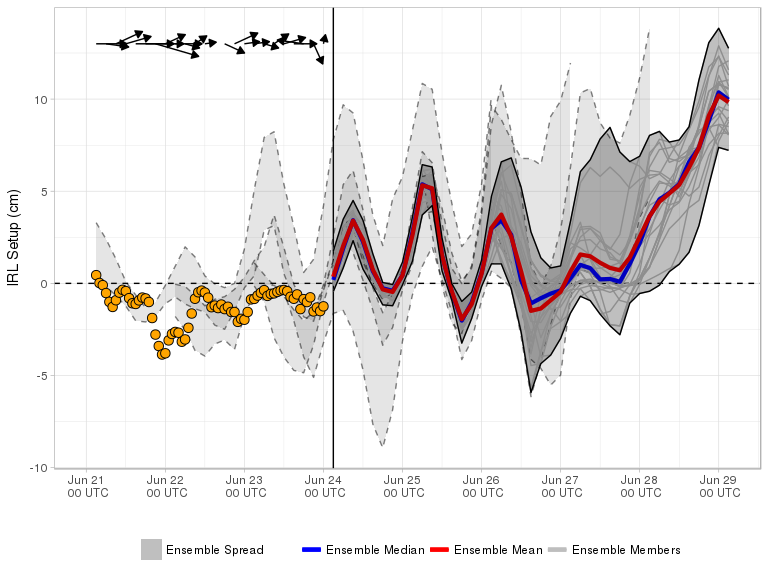 IRL Setup (cm)
10
5
0
-5
-10
Jun 21 Jun 22 Jun 23 Jun 24 Jun 25 Jun 26 Jun 27 Jun 28 Jun 29
00 UTC 00 UTC 00 UTC 00 UTC 00 UTC 00 UTC 00 UTC 00 UTC 00 UTC
Ensemble Spread Ensemble Median Ensemble Mean Ensemble Members